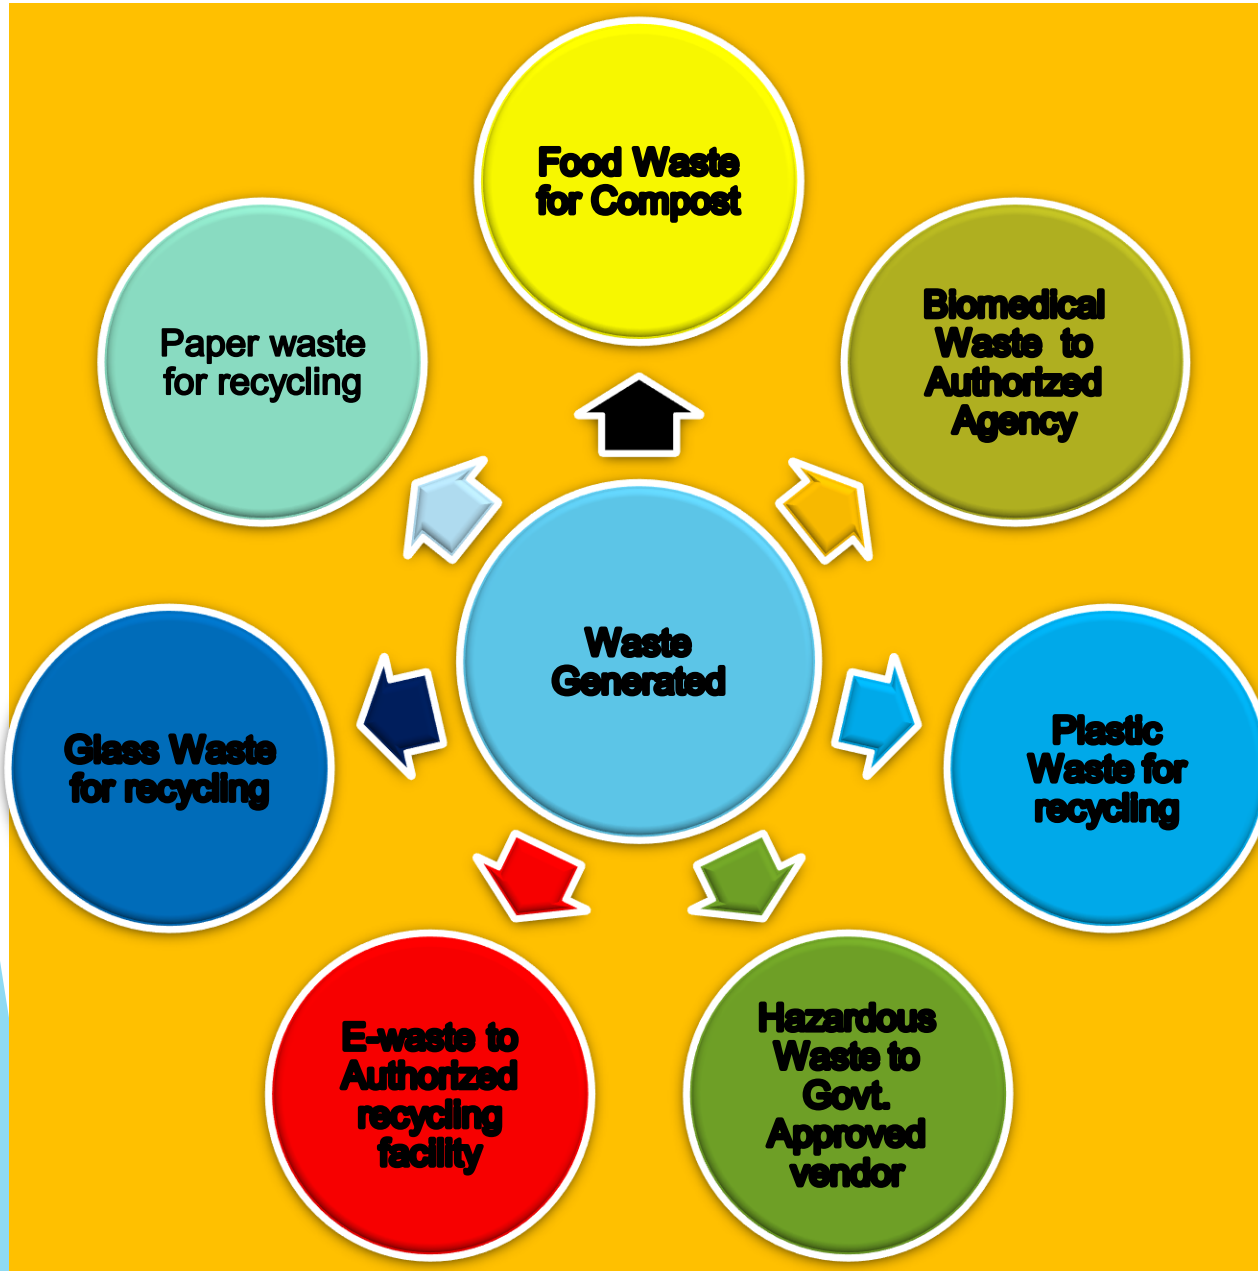 Food Waste
for Compost
Biomedical
Waste to
Authorized
Agency
Plastic
Waste for
recycling
Hazardous
Waste to
Govt.
Approved
vendor
E-waste to
Authorized
recycling
facility
Glass Waste
for recycling
Paper waste
for recycling
Waste
Generated